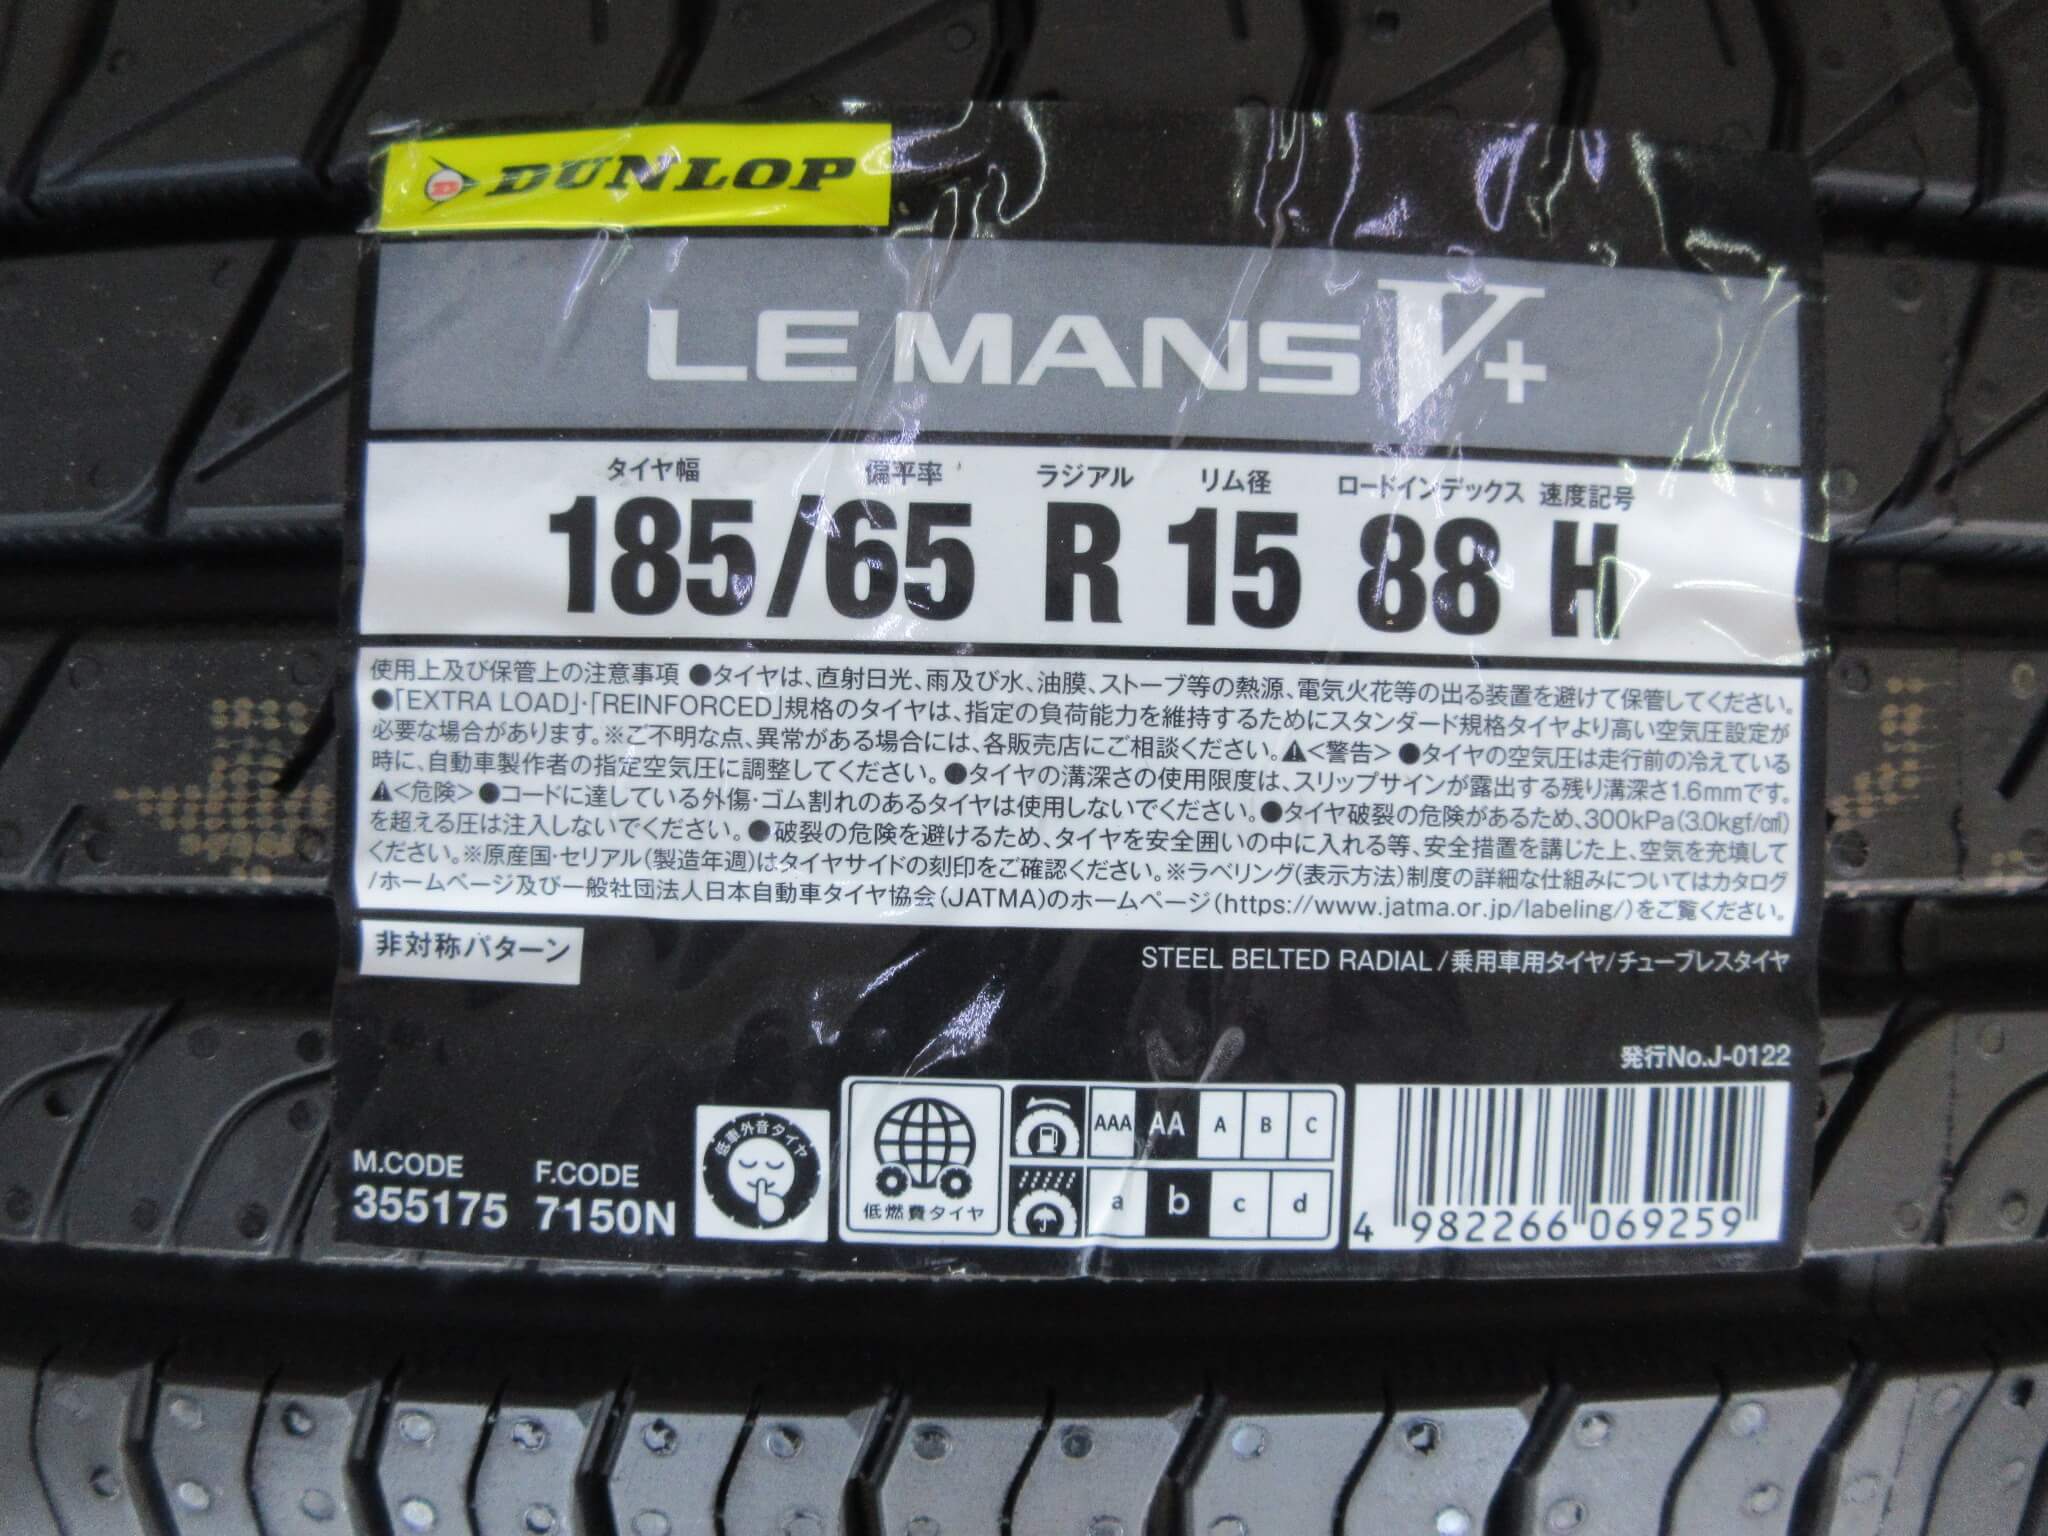 DUNLOP
LE MANS V+
タイヤ幅 偏平率 ラジアル リム径 ロードインデックス 速度記号
185/65 R 15 88 H
使用上及び保管上の注意事項 ●タイヤは、直射日光、雨及び水、油膜、ストーブ等の熱源、電気火花等の出る装置を避けて保管してください。
●「EXTRA LOAD」・「REINFORCED」規格のタイヤは、指定の負荷能力を維持するためにスタンダード規格タイヤより高い空気圧設定が
必要な場合があります。※ご不明な点、異常がある場合には、各販売店にご相談ください。⚠<警告> ●タイヤの空気圧は走行前の冷えている
時に、自動車製作者の指定空気圧に調整してください。●タイヤの溝深さの使用限度は、スリップサインが露出する残り溝深さ1.6mmです。
⚠<危険> ●コードに達している外傷・ゴム割れのあるタイヤは使用しないでください。●タイヤ破裂の危険があるため、300kPa(3.0kgf/c㎡)
を超える圧は注入しないでください。●破裂の危険を避けるため、タイヤを安全囲いの中に入れる等、安全措置を講じた上、空気を充填して
ください。※原産国・セリアル(製造年週)はタイヤサイドの刻印をご確認ください。※ラベリング(表示方法)制度の詳細な仕組みについてはカタログ
/ホームページ及び一般社団法人日本自動車タイヤ協会(JATMA)のホームページ(https://www.jatma.or.jp/labeling/)をご覧ください。
非対称パターン
STEEL BELTED RADIAL/乗用車用タイヤ/チューブレスタイヤ
発行No.J-0122
M.CODE F.CODE
355175 7150N
低車外音タイヤ
低燃費タイヤ
AAA AA A B C
a b c d
4 982266 069259